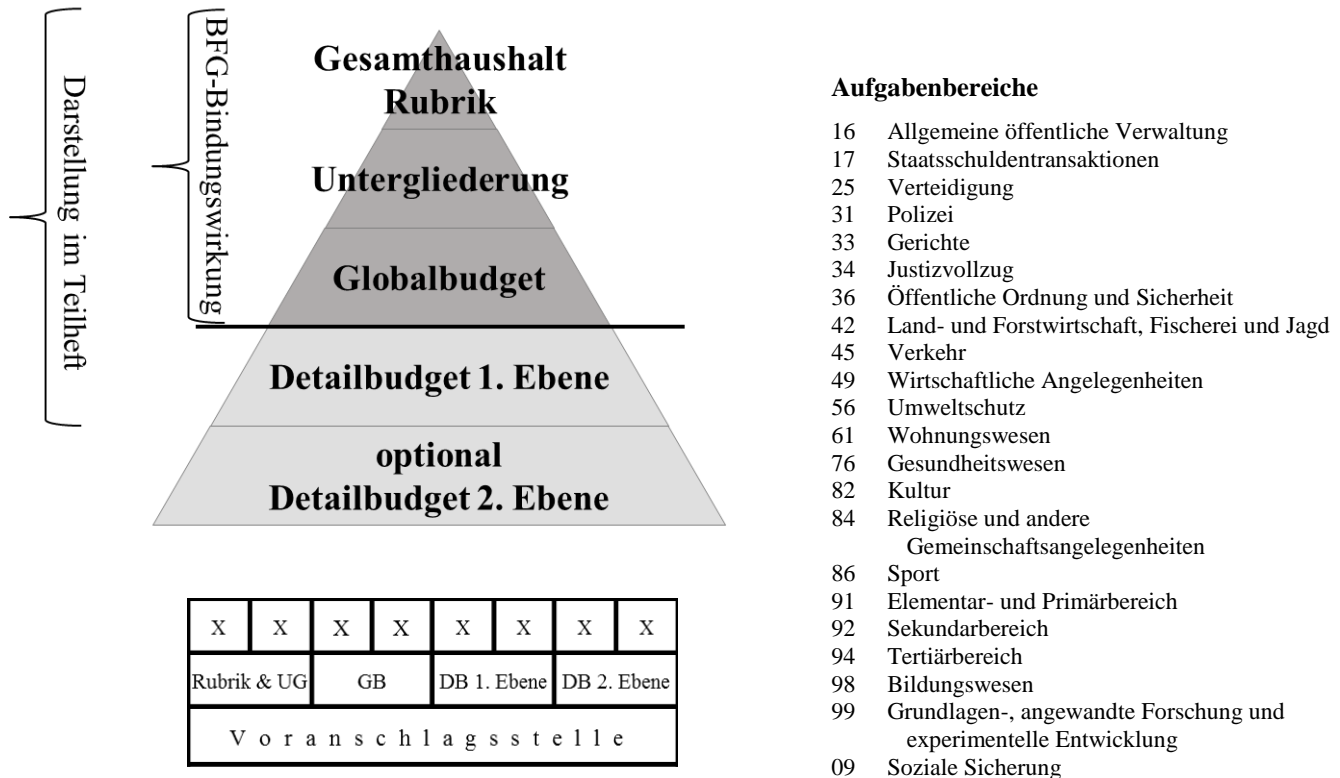 Darstellung im Teilheft
BFG-Bindungswirkung
Gesamthaushalt
Rubrik
Untergliederung
Globalbudget
Detailbudget 1. Ebene
optional
Detailbudget 2. Ebene
X X X X X X X X
Rubrik & UG GB DB 1. Ebene DB 2. Ebene
Voranschlagsstelle
Aufgabenbereiche
16 Allgemeine öffentliche Verwaltung
17 Staatsschuldentransaktionen
25 Verteidigung
31 Polizei
33 Gerichte
34 Justizvollzug
36 Öffentliche Ordnung und Sicherheit
42 Land- und Forstwirtschaft, Fischerei und Jagd
45 Verkehr
49 Wirtschaftliche Angelegenheiten
56 Umweltschutz
61 Wohnungswesen
76 Gesundheitswesen
82 Kultur
84 Religiöse und andere
Gemeinschaftsangelegenheiten
86 Sport
91 Elementar- und Primärbereich
92 Sekundarbereich
94 Tertiärbereich
98 Bildungswesen
99 Grundlagen-, angewandte Forschung und
experimentelle Entwicklung
09 Soziale Sicherung